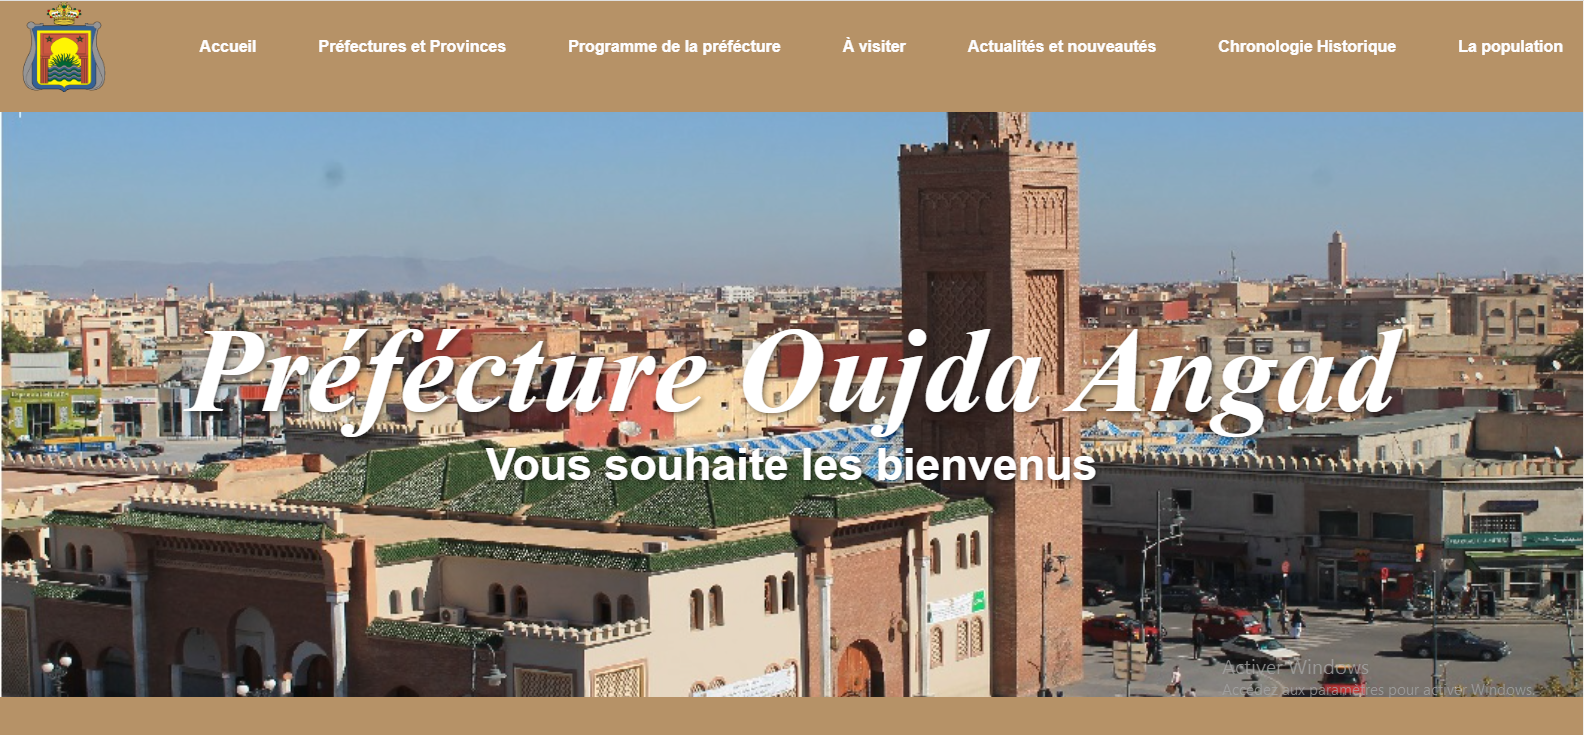 Accueil
Préfectures et Provinces
Programme de la préfécture
À visiter
Actualités et nouveautés
Chronologie Historique
La population
Préfécture Oujda Angad
Vous souhaite les bienvenus
Activer Windows
Accédez aux paramètres pour activer Windows.